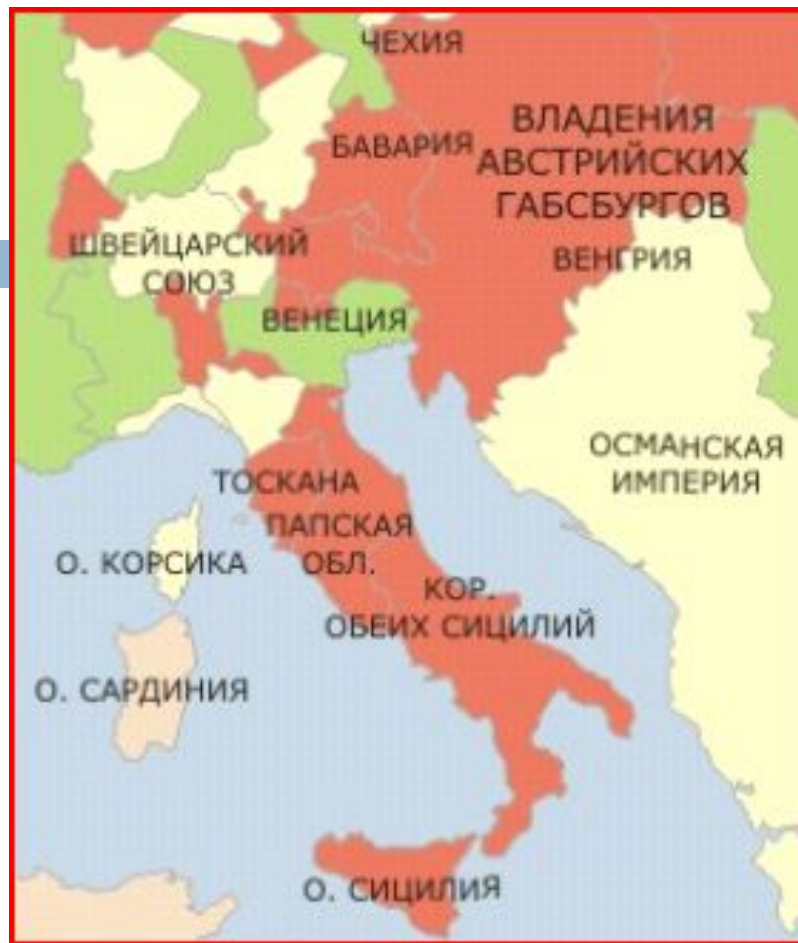 ЧЕХИЯ
ВЛАДЕНИЯ
АВСТРИЙСКИХ
ГАБСБУРГОВ
БАВАРИЯ
ШВЕЙЦАРСКИЙ
СОЮЗ
ВЕНГРИЯ
ВЕНЕЦИЯ
ОСМАНСКАЯ
ИМПЕРИЯ
ТОСКАНА
ПАПСКАЯ
ОБЛ.
О. КОРСИКА
КОР.
ОБЕИХ СИЦИЛИЙ
О. САРДИНИЯ
О. СИЦИЛИЯ